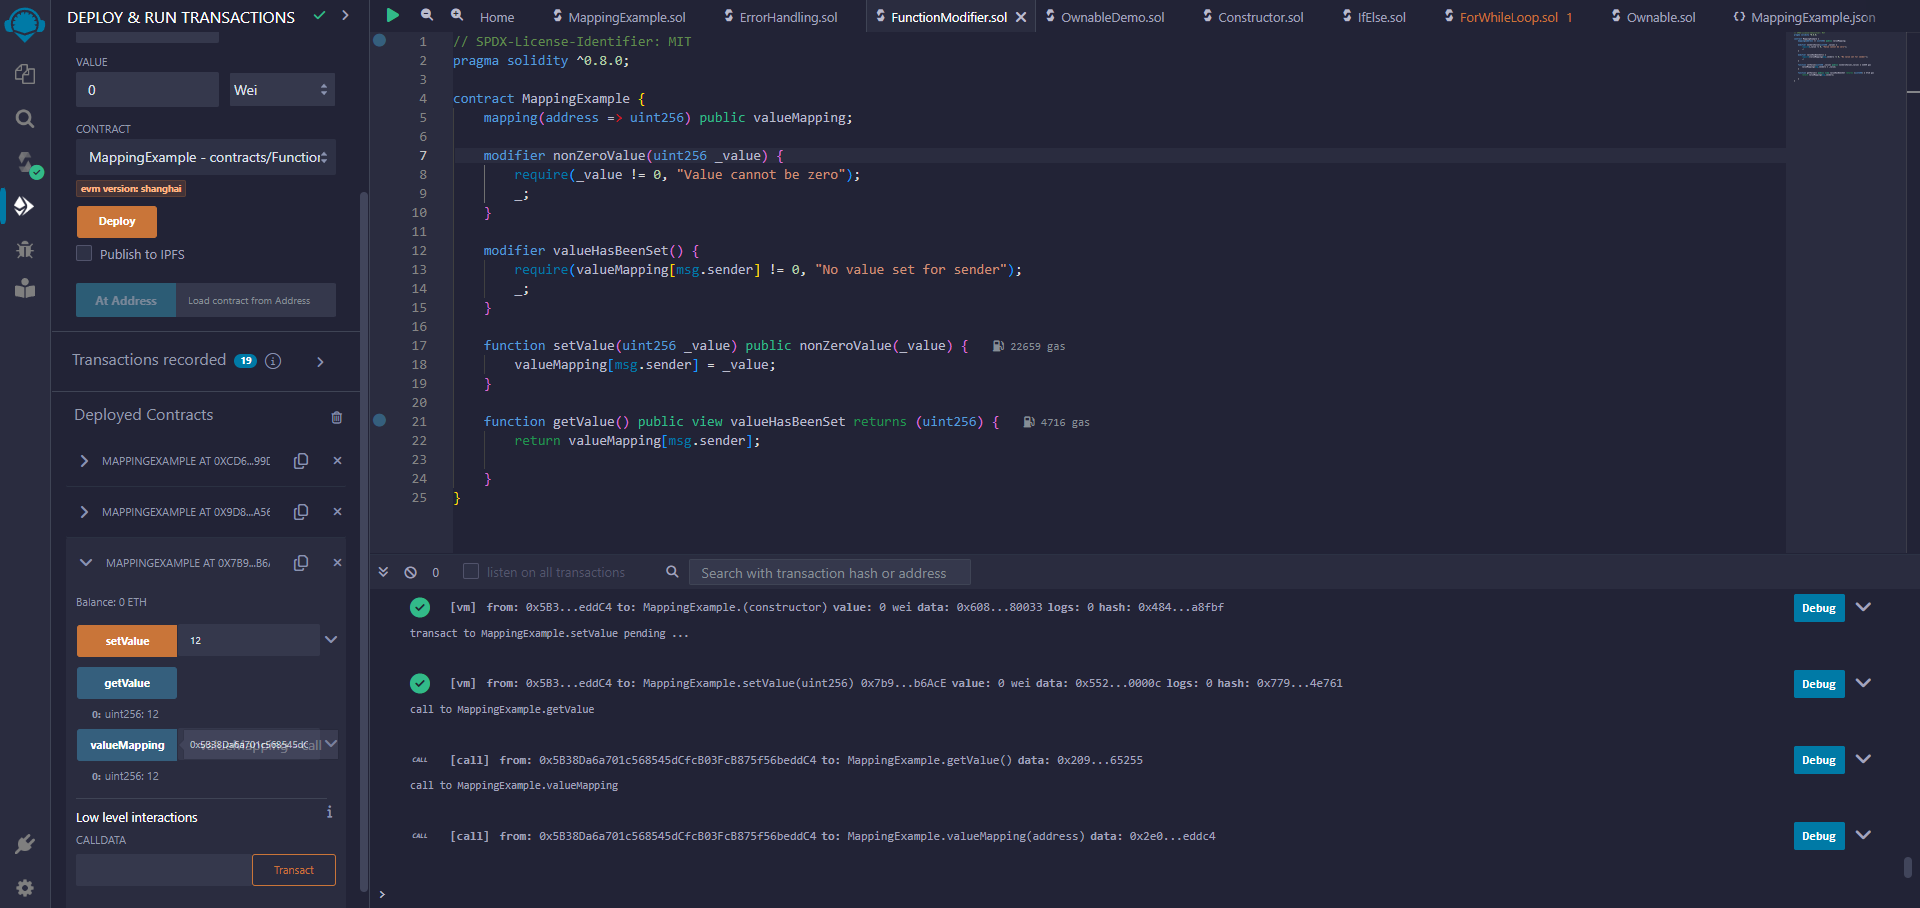 DEPLOY & RUN TRANSACTIONS
VALUE
0
Wei
CONTRACT
MappingExample - contracts/Function
evm version: shanghai
Deploy
Publish to IPFS
At Address
Load contract from Address
Transactions recorded 19
Deployed Contracts
MAPPINGEXAMPLE AT 0XCD6...99D
MAPPINGEXAMPLE AT 0X9D8...A56
MAPPINGEXAMPLE AT 0X7B9...B6A
Balance: 0 ETH
setValue 12
getValue
0: uint256: 12
valueMapping 0x5B38Da6a701c568545dC
0: uint256: 12
Low level interactions
CALLDATA
Transact
Home
MappingExample.sol
ErrorHandling.sol
FunctionModifier.sol
OwnableDemo.sol
Constructor.sol
IfElse.sol
ForWhileLoop.sol 1
Ownable.sol
MappingExample.json
1 // SPDX-License-Identifier: MIT
2 pragma solidity ^0.8.0;
3
4 contract MappingExample {
5 mapping(address => uint256) public valueMapping;
6
7 modifier nonZeroValue(uint256 _value) {
8 require(_value != 0, "Value cannot be zero");
9 _;
10 }
11
12 modifier valueHasBeenSet() {
13 require(valueMapping[msg.sender] != 0, "No value set for sender");
14 _;
15 }
16
17 function setValue(uint256 _value) public nonZeroValue(_value) { 22659 gas
18 valueMapping[msg.sender] = _value;
19 }
20
21 function getValue() public view valueHasBeenSet returns (uint256) { 4716 gas
22 return valueMapping[msg.sender];
23
24 }
25 }
0
listen on all transactions
Search with transaction hash or address
[vm] from: 0x5B3...eddC4 to: MappingExample.(constructor) value: 0 wei data: 0x608...80033 logs: 0 hash: 0x484...a8fbf
Debug
transact to MappingExample.setValue pending ...
[vm] from: 0x5B3...eddC4 to: MappingExample.setValue(uint256) 0x7b9...b6AcE value: 0 wei data: 0x552...0000c logs: 0 hash: 0x779...4e761
Debug
call to MappingExample.getValue
CALL [call] from: 0x5B38Da6a701c568545dCfcB03FcB875f56beddC4 to: MappingExample.getValue() data: 0x209...65255
Debug
call to MappingExample.valueMapping
CALL [call] from: 0x5B38Da6a701c568545dCfcB03FcB875f56beddC4 to: MappingExample.valueMapping(address) data: 0x2e0...eddc4
Debug
>